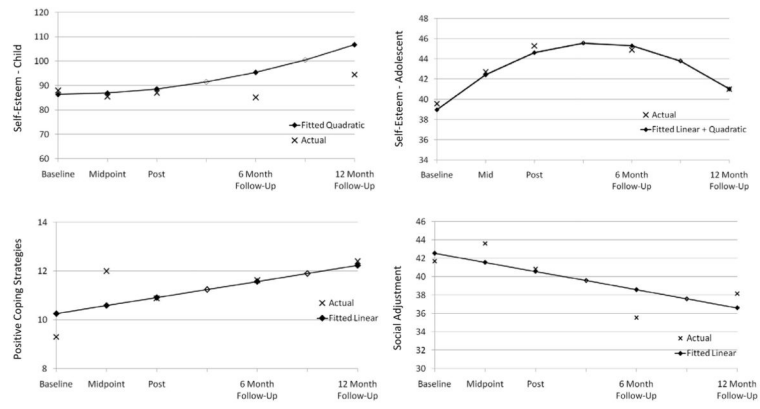 Self-Esteem - Child
120
110
100
90
80
70
60
Fitted Quadratic
Actual
Baseline Midpoint Post 6 Month 12 Month
Follow-Up Follow-Up
Self-Esteem - Adolescent
48
46
44
42
40
38
36
34
Actual
Fitted Linear + Quadratic
Baseline Mid Post 6 Month 12 Month
Follow-Up Follow-Up
Positive Coping Strategies
14
12
10
8
Actual
Fitted Linear
Baseline Midpoint Post 6 Month 12 Month
Follow-Up Follow-Up
Social Adjustment
46
44
42
40
38
36
34
32
30
Actual
Fitted Linear
Baseline Midpoint Post 6 Month 12 Month
Follow-Up Follow-Up